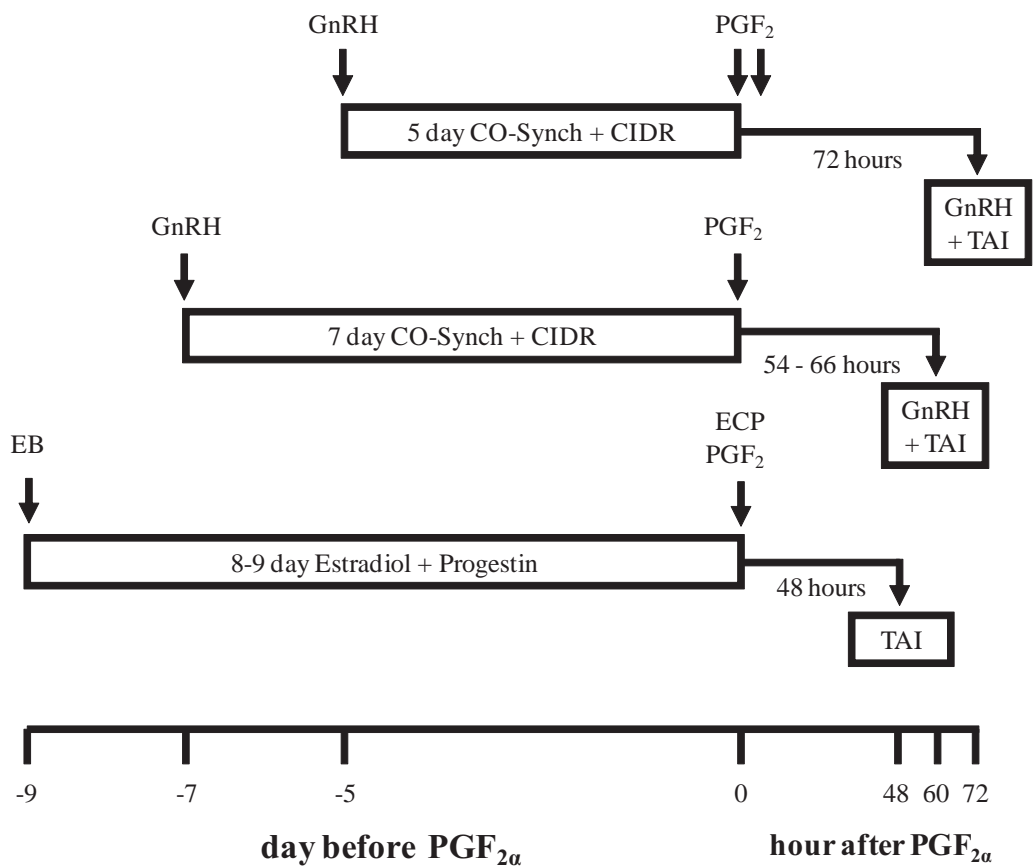 GnRH PGF₂
5 day CO-Synch + CIDR
72 hours
GnRH
+ TAI
GnRH PGF₂
7 day CO-Synch + CIDR
54 - 66 hours
GnRH
+ TAI
EB
ECP
PGF₂
8-9 day Estradiol + Progestin
48 hours
TAI
-9 -7 -5 0 48 60 72
day before PGF₂α hour after PGF₂α